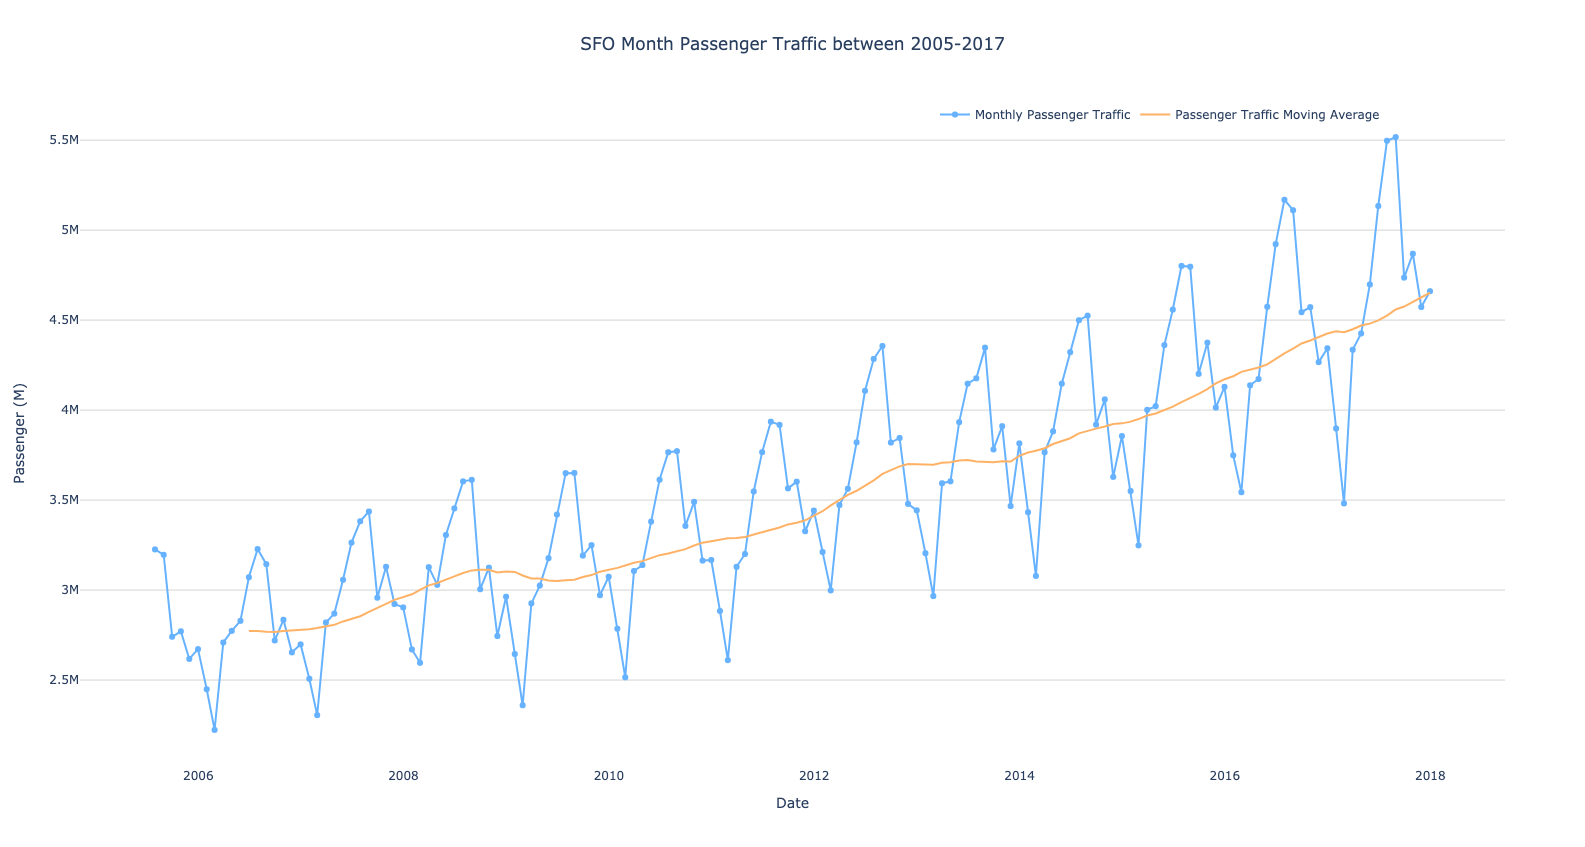 SFO Month Passenger Traffic between 2005-2017
Monthly Passenger Traffic
Passenger Traffic Moving Average
5.5M
5M
4.5M
4M
3.5M
3M
2.5M
Passenger (M)
2006
2008
2010
2012
2014
2016
2018
Date